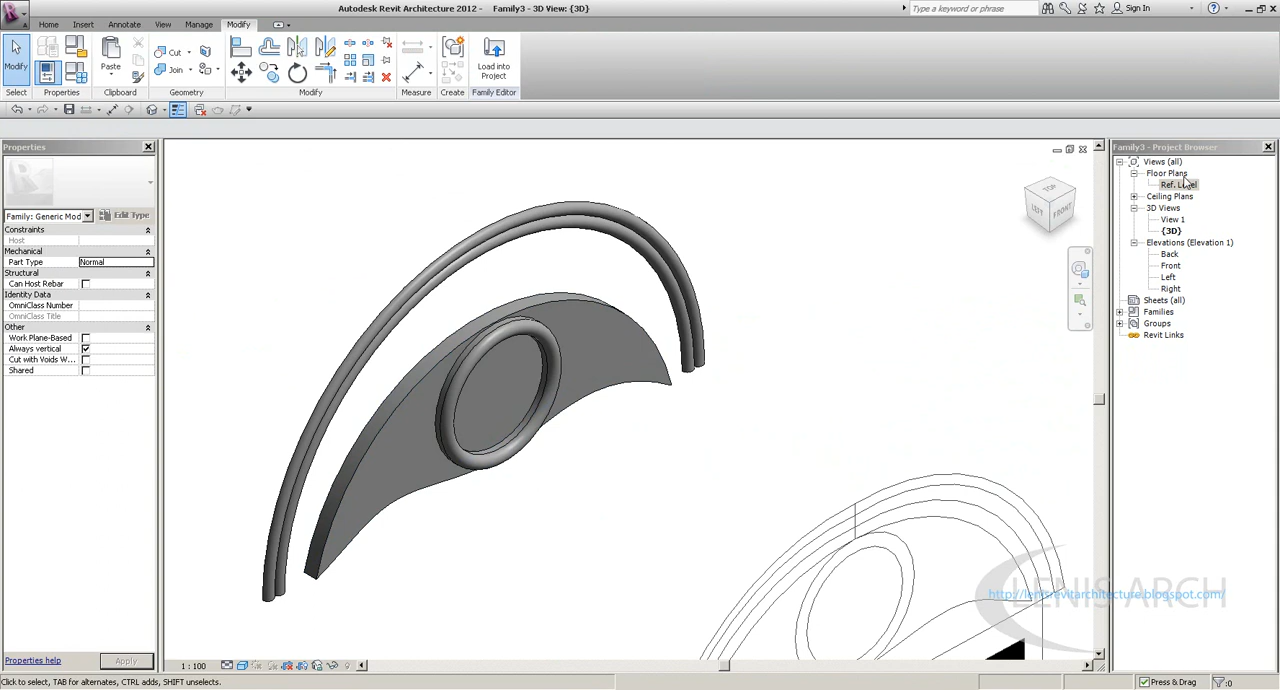 Autodesk Revit Architecture 2012 - Family3 - 3D View: {3D}
Type a keyword or phrase
Sign In
Home Insert Annotate View Manage Modify
Modify Paste Cut Join Load into Project
Select Properties Clipboard Geometry Modify Measure Create Family Editor
Properties
Family: Generic Mod Edit Type
Constraints
Host
Mechanical
Part Type Normal
Structural
Can Host Rebar
Identity Data
OmniClass Number
OmniClass Title
Other
Work Plane-Based
Always vertical
Cut with Voids W...
Shared
Properties help Apply
TOP
LEFT FRONT
Family3 - Project Browser
Views (all)
Floor Plans
Ceiling Plans
3D Views
View 1
{3D}
Elevations (Elevation 1)
Back
Front
Left
Right
Sheets (all)
Families
Groups
Revit Links
LENIS ARCH
http://lenisrevitarchitecture.blogspot.com/
1 : 100
Click to select, TAB for alternates, CTRL adds, SHIFT unselects.
Press & Drag :0